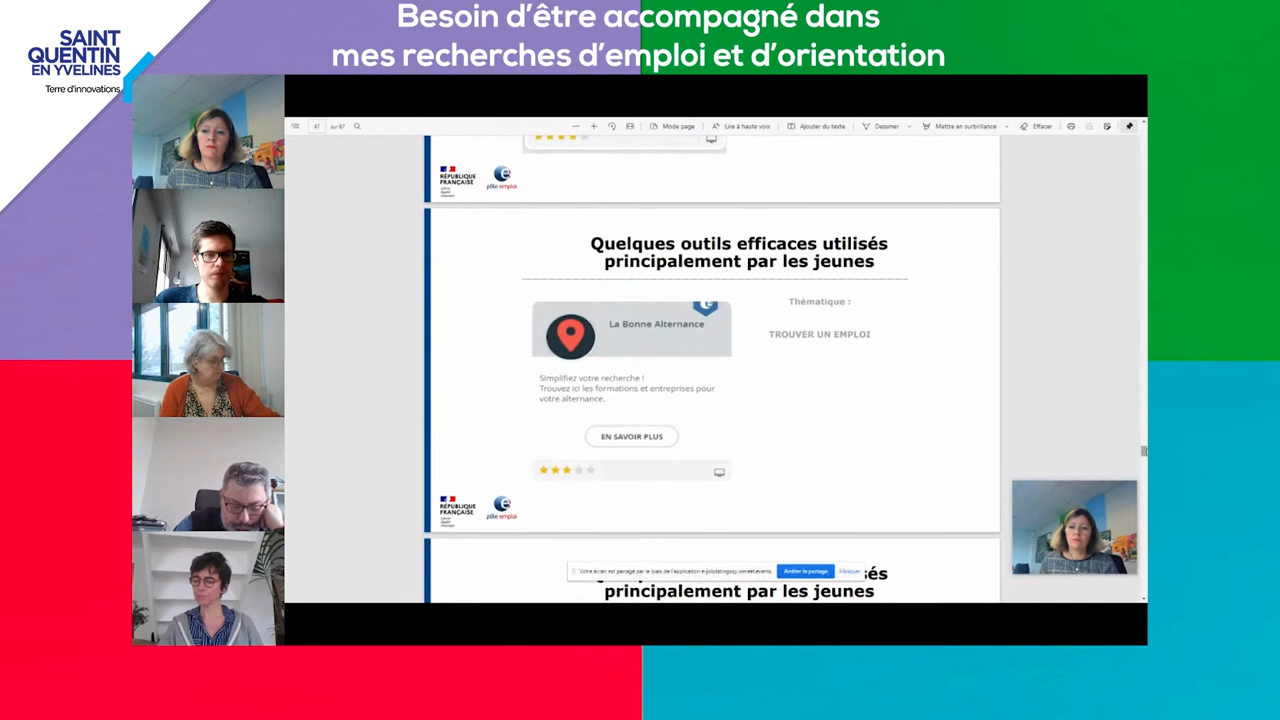 Besoin d'être accompagné dans
mes recherches d'emploi et d'orientation
SAINT
QUENTIN
EN YVELINES
Terre d'innovations
47 sur 67
Mode page
Lire à haute voix
Ajouter du texte
Dessiner
Mettre en surbrillance
Effacer
RÉPUBLIQUE
FRANÇAISE
pôle emploi
Quelques outils efficaces utilisés
principalement par les jeunes
La Bonne Alternance
Thématique :
TROUVER UN EMPLOI
Simplifiez votre recherche !
Trouvez ici les formations et entreprises pour
votre alternance.
EN SAVOIR PLUS
RÉPUBLIQUE
FRANÇAISE
pôle emploi
Arrêter le partage
Masquer
principalement par les jeunes